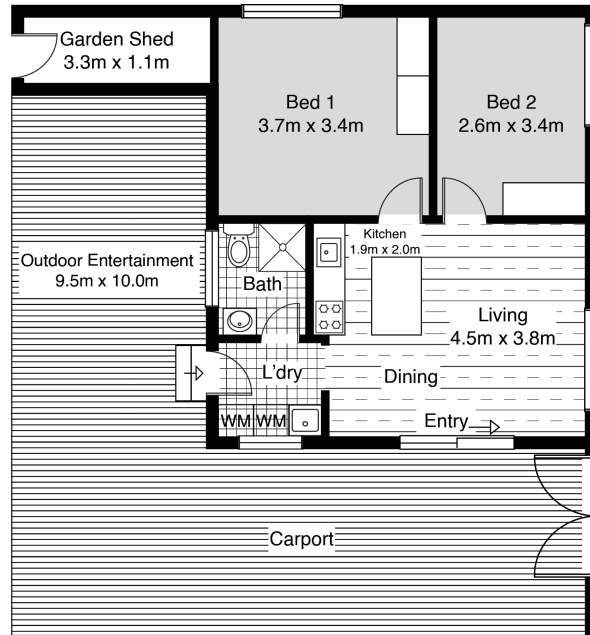 Garden Shed
3.3m x 1.1m
Bed 1
3.7m x 3.4m
Bed 2
2.6m x 3.4m
Kitchen
1.9m x 2.0m
Outdoor Entertainment
9.5m x 10.0m
Bath
Living
4.5m x 3.8m
L'dry
Dining
WM WM
Entry
Carport